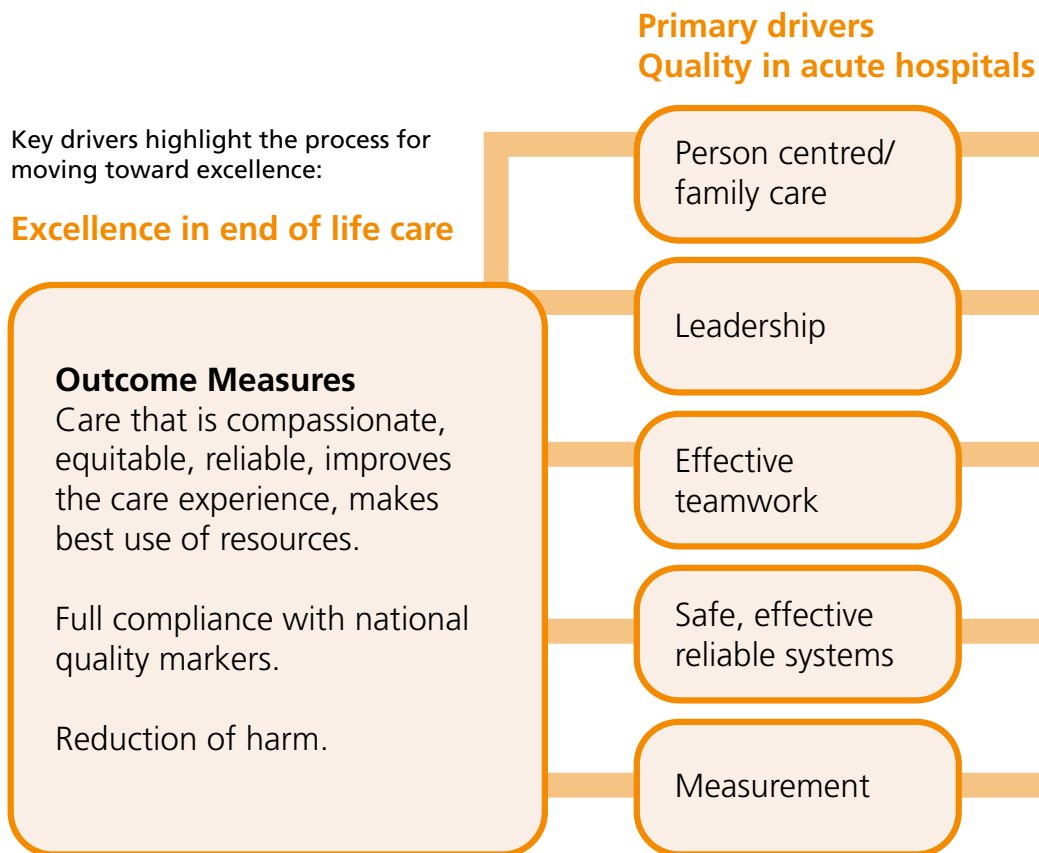 Primary drivers
Quality in acute hospitals
Key drivers highlight the process for
moving toward excellence:
Excellence in end of life care
Outcome Measures
Care that is compassionate,
equitable, reliable, improves
the care experience, makes
best use of resources.
Full compliance with national
quality markers.
Reduction of harm.
Person centred/
family care
Leadership
Effective
teamwork
Safe, effective
reliable systems
Measurement